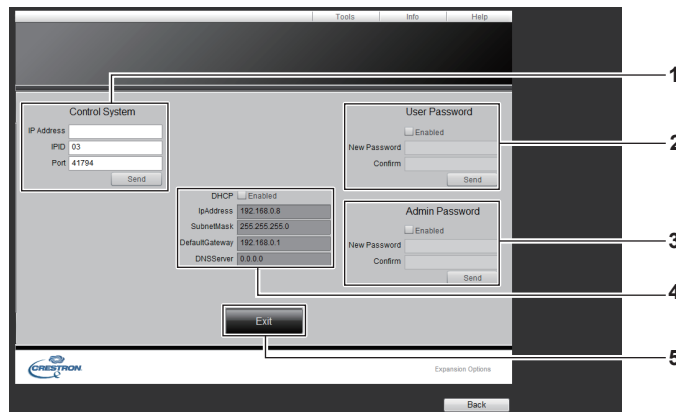 Tools Info Help
1
Control System
IP Address
IPID 03
Port 41794
Send
User Password
Enabled
New Password
Confirm
Send
2
DHCP Enabled
IpAddress 192.168.0.8
SubnetMask 255.255.255.0
DefaultGateway 192.168.0.1
DNSServer 0.0.0.0
Admin Password
Enabled
New Password
Confirm
Send
3
4
Exit
5
CRESTRON
Expansion Options
Back